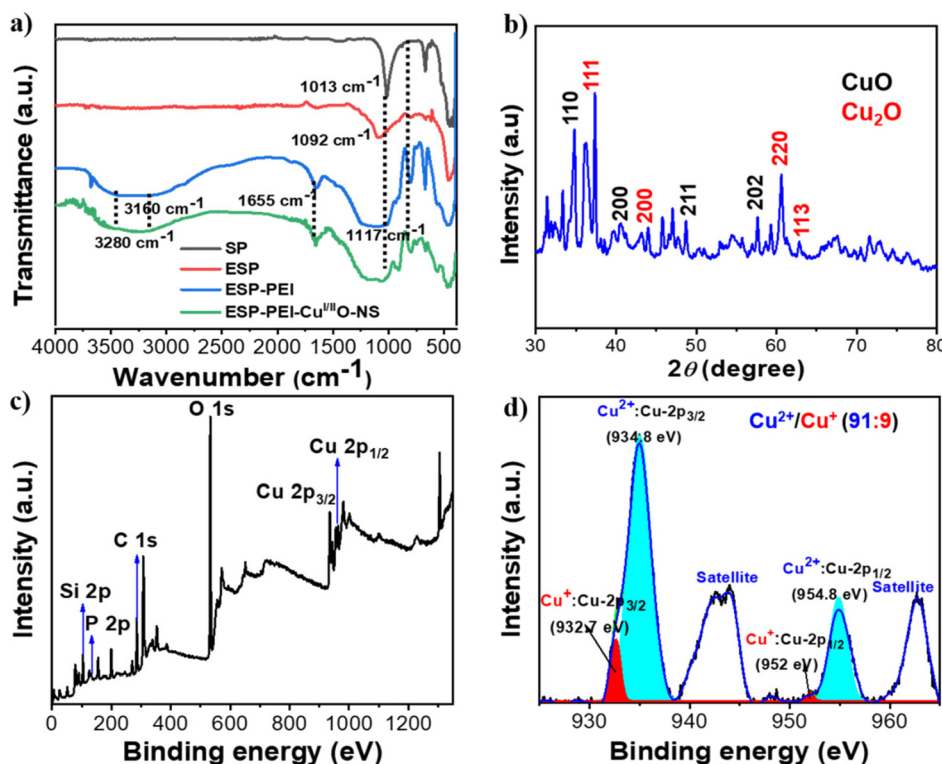 a)
Transmittance (a.u.)
1013 cm⁻¹
1092 cm⁻¹
3160 cm⁻¹
1655 cm⁻¹
3280 cm⁻¹
1117 cm⁻¹
SP
ESP
ESP-PEI
ESP-PEI-Cuᴵ/ᴵᴵO-NS
4000 3500 3000 2500 2000 1500 1000 500
Wavenumber (cm⁻¹)
b)
Intensity (a.u)
110
111
200
200
211
202
220
113
CuO
Cu₂O
30 40 50 60 70 80
2θ (degree)
c)
Intensity (a.u.)
Si 2p
P 2p
C 1s
O 1s
Cu 2p₃/₂
Cu 2p₁/₂
0 200 400 600 800 1000 1200
Binding energy (eV)
d)
Intensity (a.u.)
Cu²⁺:Cu-2p₃/₂
(934.8 eV)
Cu²⁺/Cu⁺ (91:9)
Cu⁺:Cu-2p₃/₂
(932.7 eV)
Satellite
Cu²⁺:Cu-2p₁/₂
(954.8 eV)
Satellite
Cu⁺:Cu-2p₁/₂
(952 eV)
930 940 950 960
Binding energy (eV)